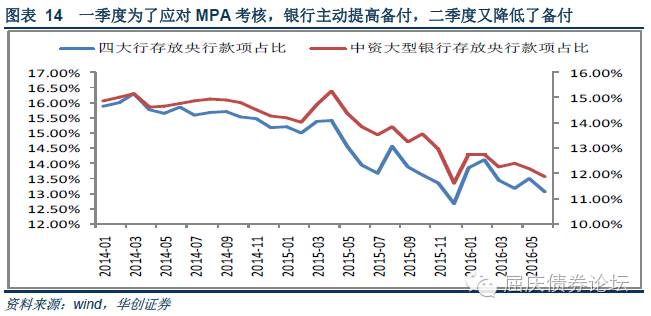 图表 14 一季度为了应对 MPA 考核，银行主动提高备付，二季度又降低了备付
四大行存放央行款项占比 中资大型银行存放央行款项占比
17.00% 16.00%
16.50%
16.00% 15.00%
15.50%
15.00% 14.00%
14.50% 13.00%
14.00%
13.50% 12.00%
13.00% 11.00%
12.50%
12.00% 10.00%
2014-01 2014-03 2014-05 2014-07 2014-09 2014-11 2015-01 2015-03 2015-05 2015-07 2015-09 2015-11 2016-01 2016-03 2016-05
屈庆债券论坛
资料来源：wind，华创证券